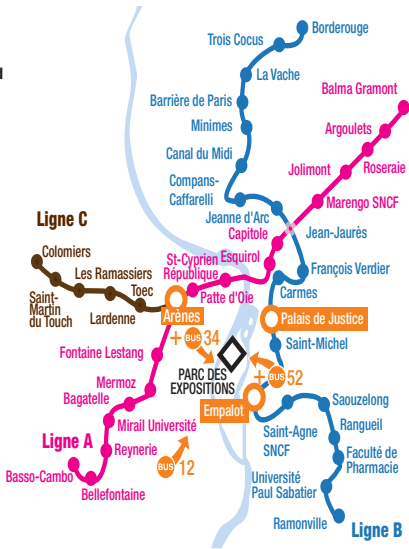 d
Borderouge
Trois Cocus
La Vache
Balma Gramont
Barrière de Paris
Minimes
Argoulets
Canal du Midi
Roseraie
Jolimont
Compans-
Caffarelli
Marengo SNCF
Jeanne d'Arc
Ligne C
Capitole
Jean-Jaurès
Colomiers
St-Cyprien
République
Esquirol
Les Ramassiers
François Verdier
Toec
Patte d'Oie
Carmes
Saint-
Martin
du Touch
Lardenne
Arènes
Palais de Justice
+ BUS 34
Saint-Michel
Fontaine Lestang
PARC DES
EXPOSITIONS
+ BUS 52
Mermoz
Bagatelle
Empalot
Saouzelong
Mirail Université
Rangueil
Saint-Agne
SNCF
Ligne A
Reynerie
Faculté de
Pharmacie
BUS 12
Basso-Cambo
Université
Paul Sabatier
Bellefontaine
Ramonville
Ligne B